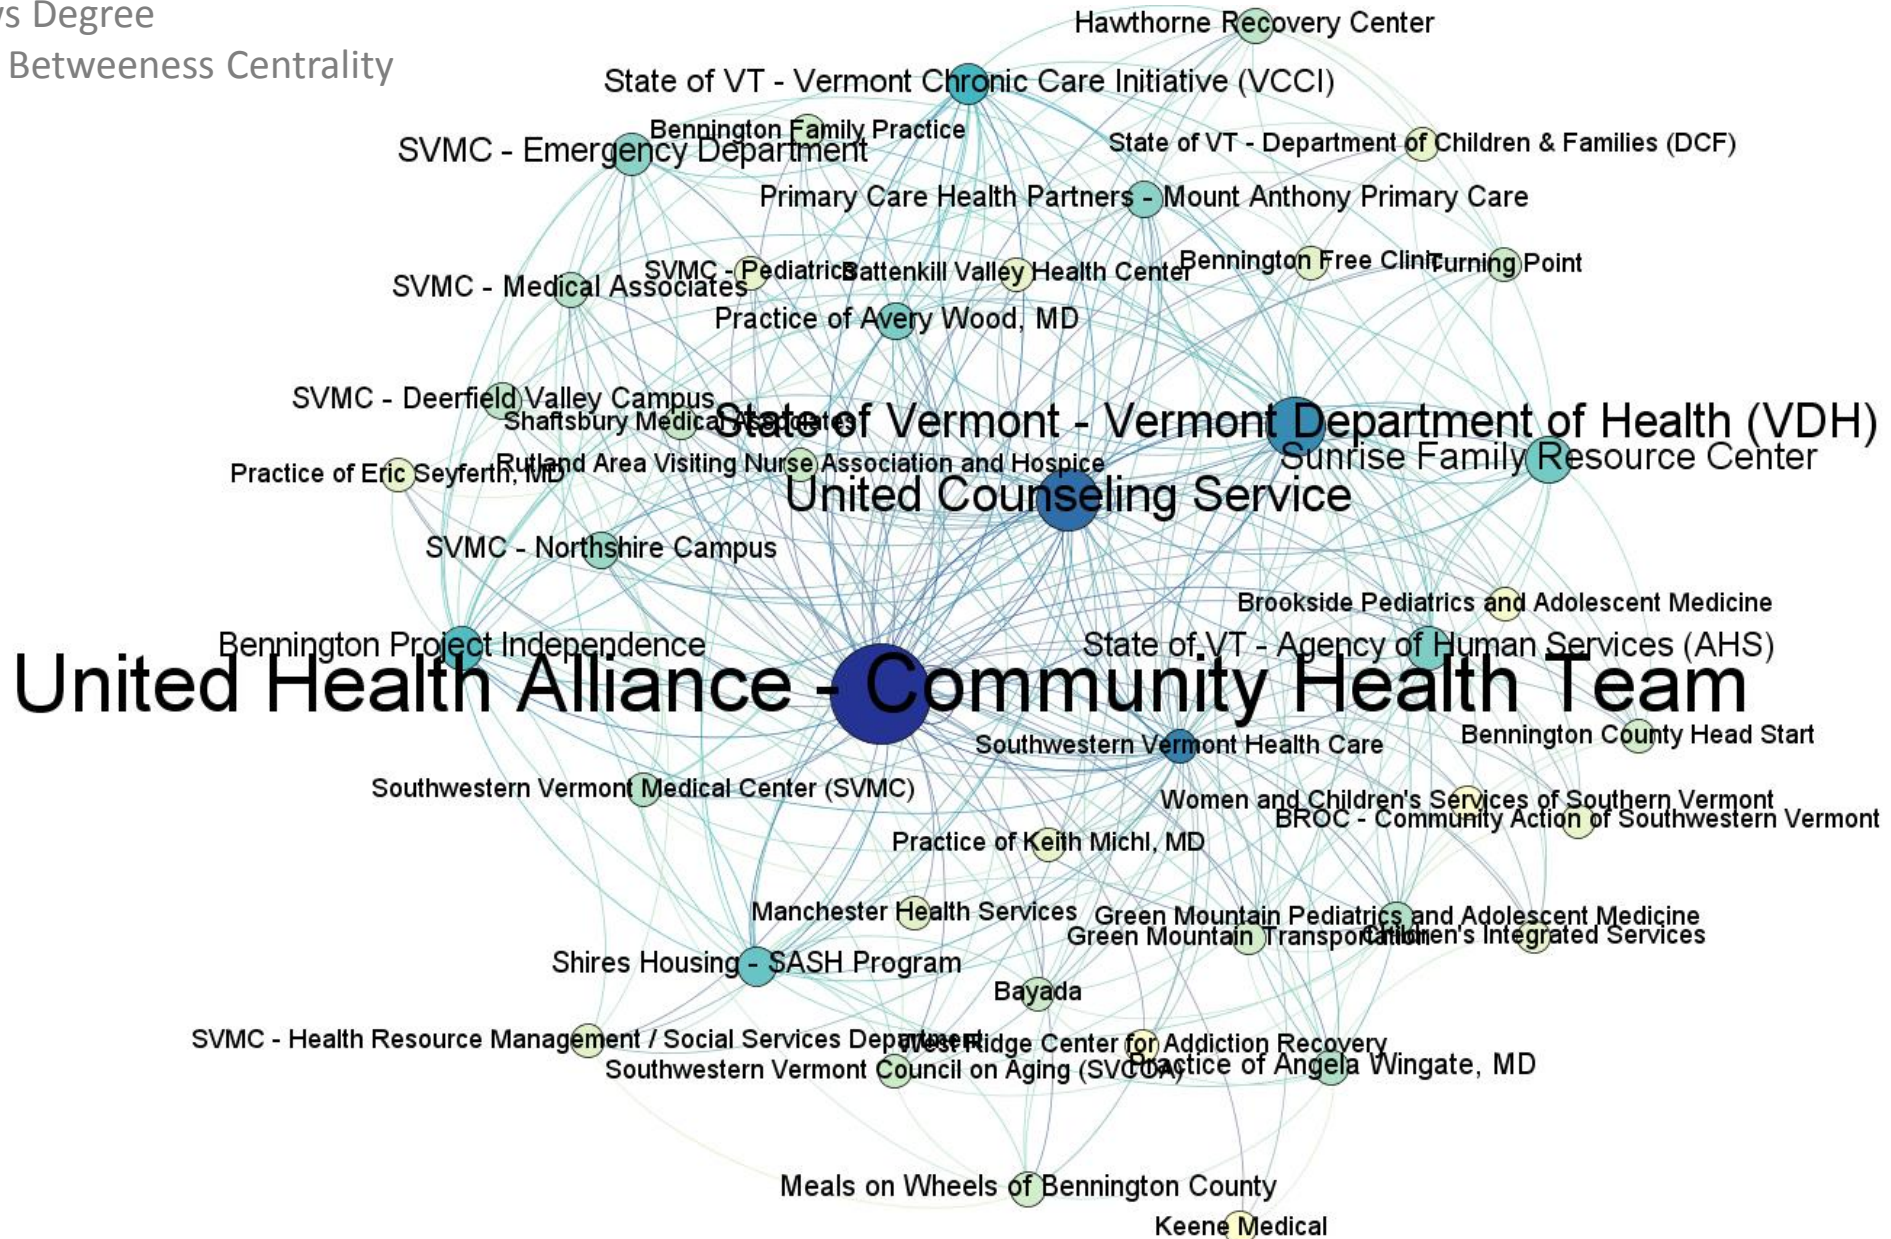 vs Degree
Betweeness Centrality
Hawthorne Recovery Center
State of VT - Vermont Chronic Care Initiative (VCCI)
Bennington Family Practice
SVMC - Emergency Department
State of VT - Department of Children & Families (DCF)
Primary Care Health Partners - Mount Anthony Primary Care
Bennington Free Clinic
Turning Point
SVMC - Pediatrics
Battenkill Valley Health Center
SVMC - Medical Associates
Practice of Avery Wood, MD
SVMC - Deerfield Valley Campus
Shaftsbury Medical Associates
State of Vermont - Vermont Department of Health (VDH)
Sunrise Family Resource Center
Rutland Area Visiting Nurse Association and Hospice
Practice of Eric Seyferth, MD
United Counseling Service
SVMC - Northshire Campus
Brookside Pediatrics and Adolescent Medicine
Bennington Project Independence
State of VT - Agency of Human Services (AHS)
United Health Alliance - Community Health Team
Bennington County Head Start
Southwestern Vermont Health Care
Southwestern Vermont Medical Center (SVMC)
Women and Children's Services of Southern Vermont
BROC - Community Action of Southwestern Vermont
Practice of Keith Michl, MD
Manchester Health Services
Green Mountain Pediatrics and Adolescent Medicine
Green Mountain Transportation
Children's Integrated Services
Shires Housing - SASH Program
Bayada
SVMC - Health Resource Management / Social Services Department
West Ridge Center for Addiction Recovery
Southwestern Vermont Council on Aging (SVCOA)
Practice of Angela Wingate, MD
Meals on Wheels of Bennington County
Keene Medical